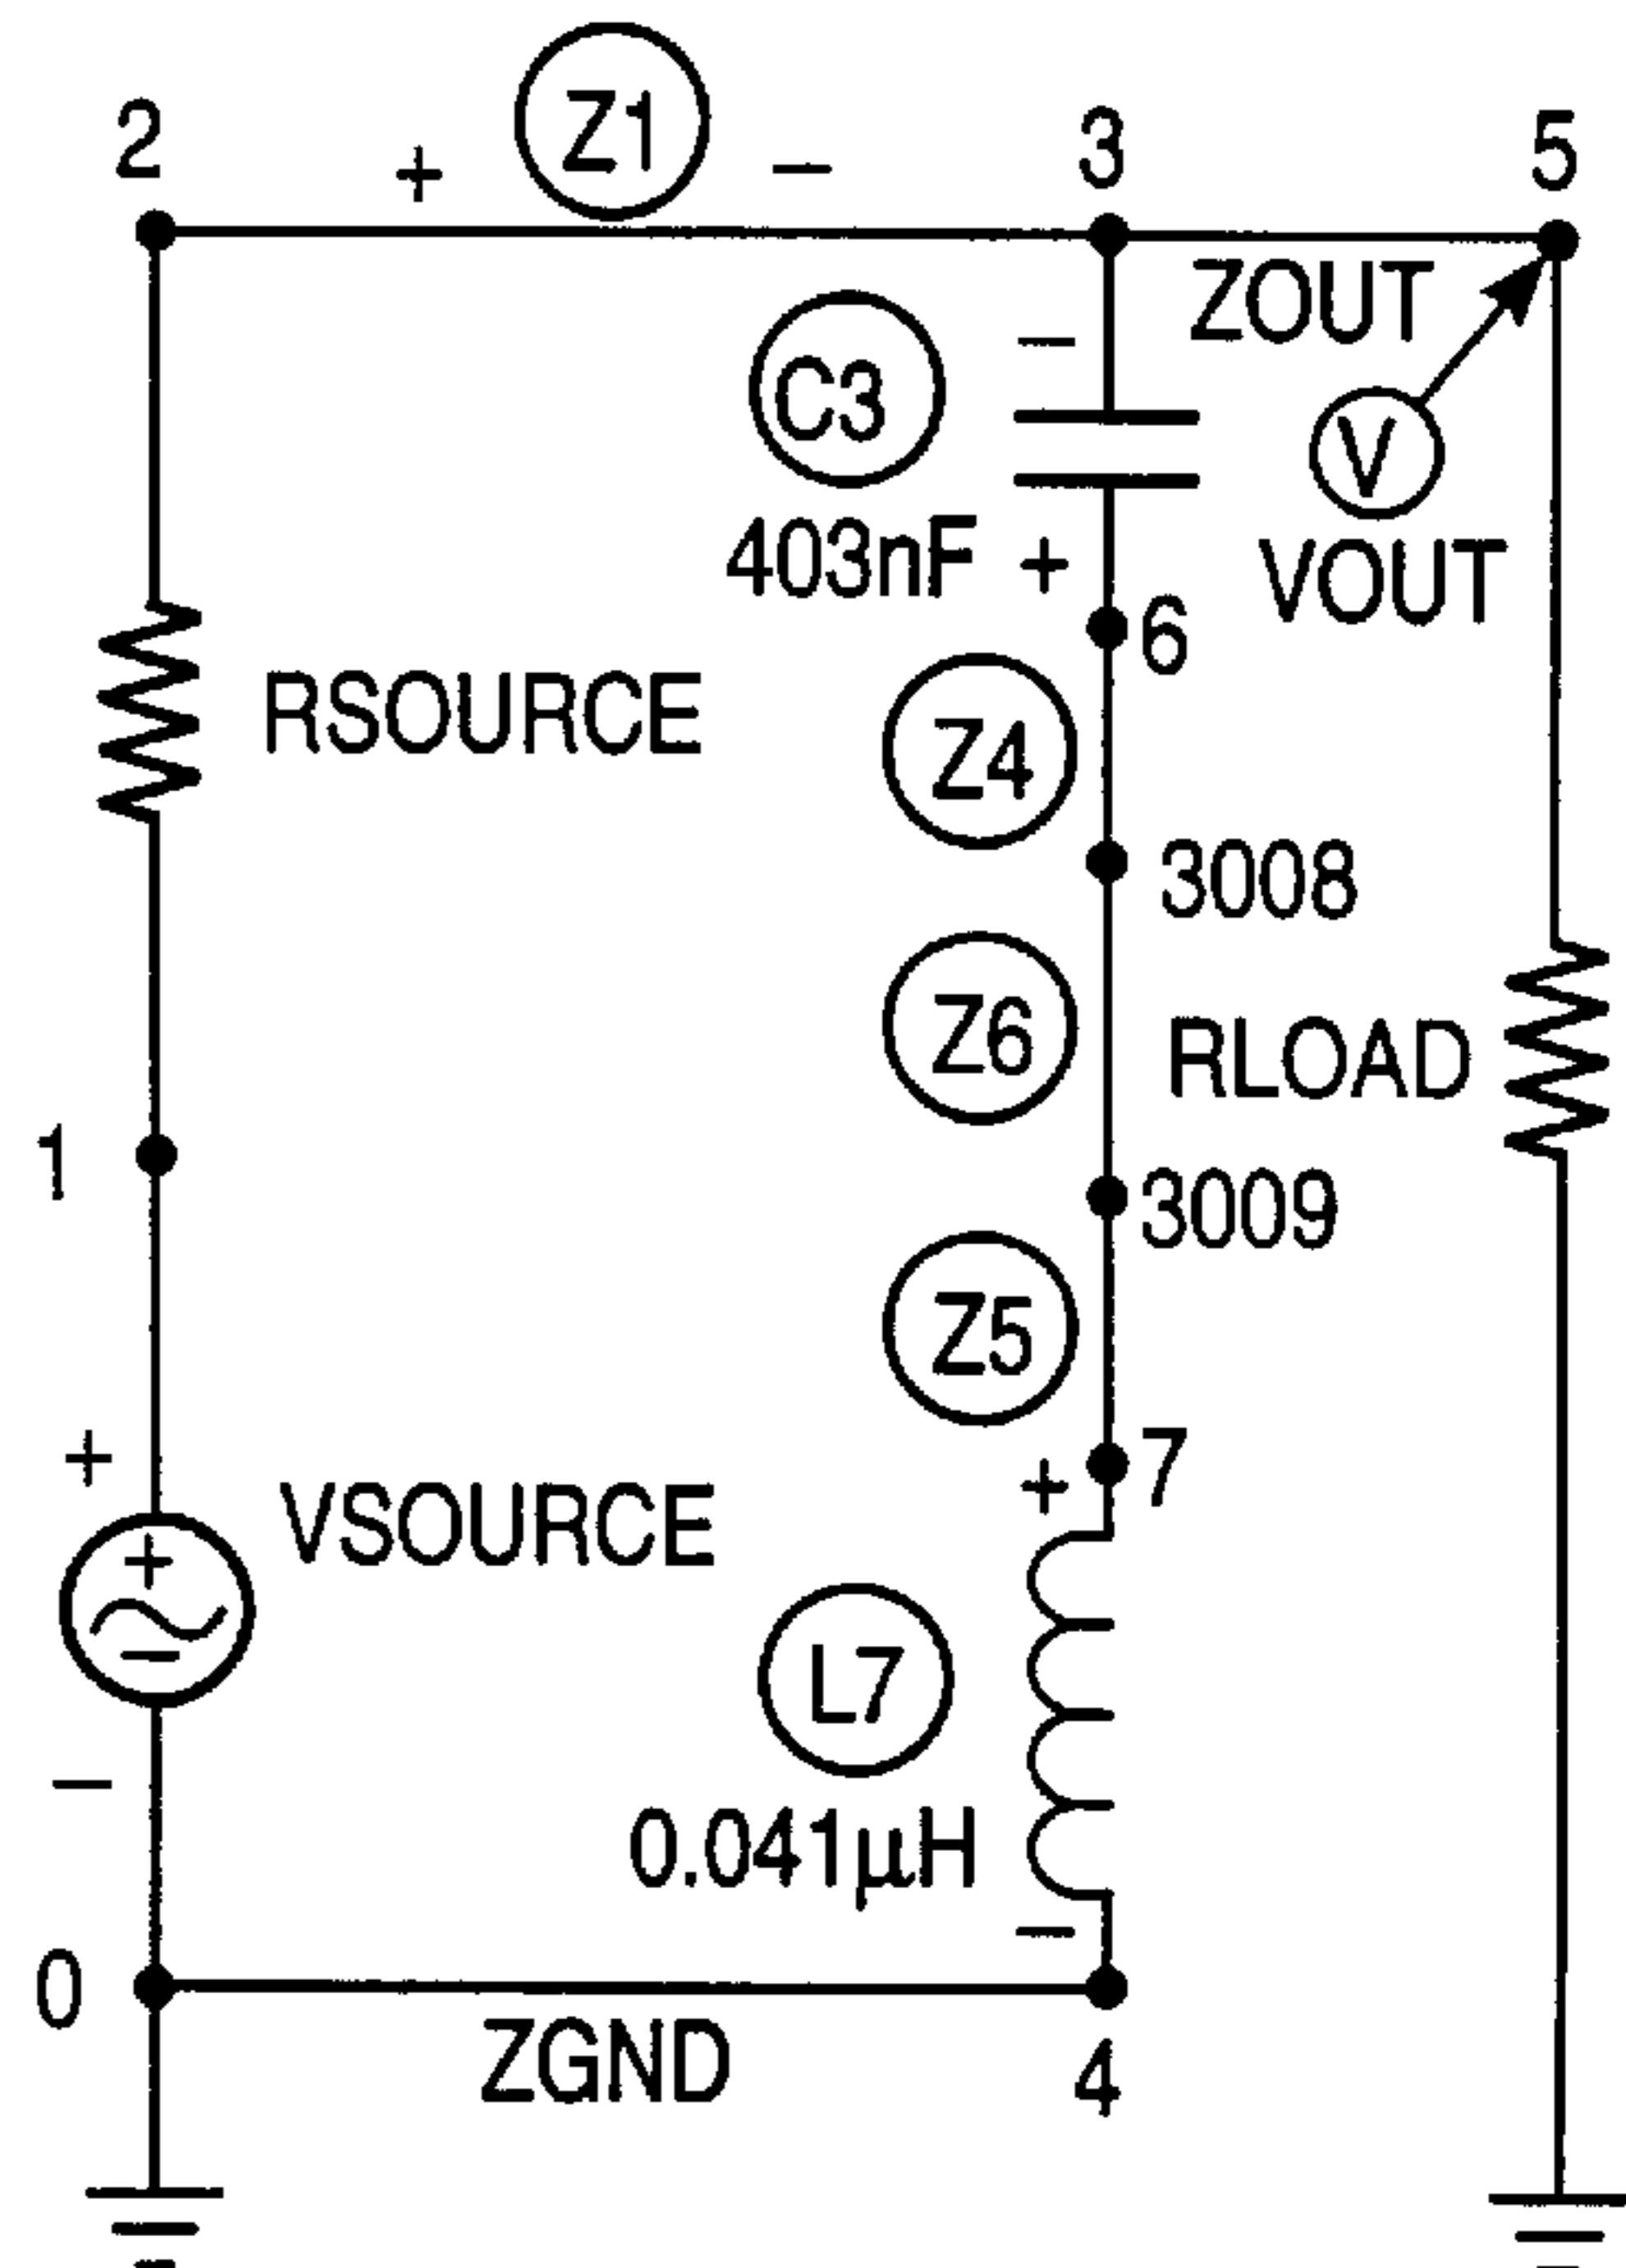 Z1
2
+
−
3
5
ZOUT
−
C3
V
403nF
+
VOUT
6
RSOURCE
Z4
3008
Z6
RLOAD
1
3009
Z5
+
7
+
VSOURCE
+
−
L7
−
0.041µH
−
0
ZGND
4